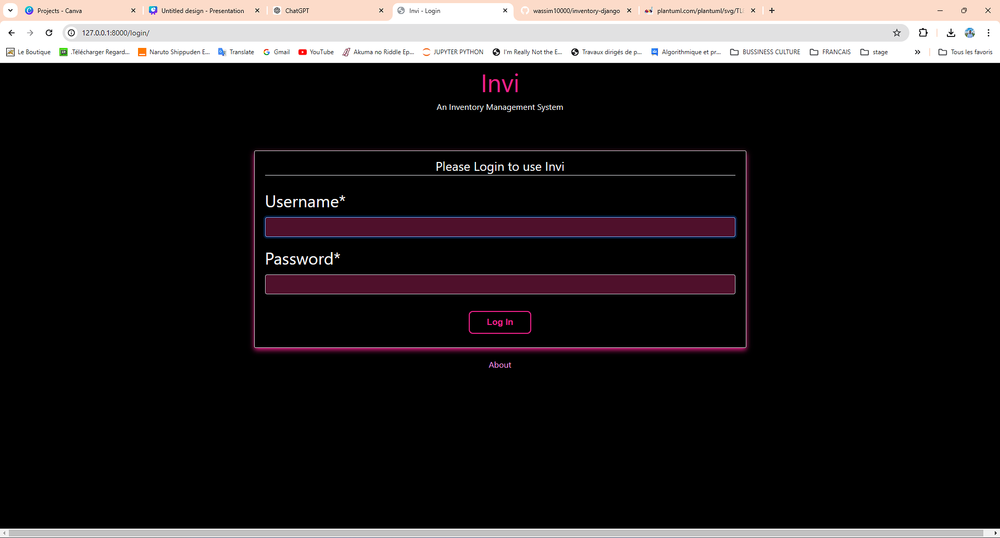 Projects - Canva
Untitled design - Presentation
ChatGPT
Invi - Login
wassim10000/inventory-django
plantuml.com/plantuml/svg/TL
127.0.0.1:8000/login/
Le Boutique
.Télécharger Regard...
Naruto Shippuden E...
Translate
Gmail
YouTube
Akuma no Riddle Ep...
JUPYTER PYTHON
I'm Really Not the E...
Travaux dirigés de p...
Algorithmique et pr...
BUSSINESS CULTURE
FRANCAIS
stage
Tous les favoris
Invi
An Inventory Management System
Please Login to use Invi
Username*
Password*
Log In
About